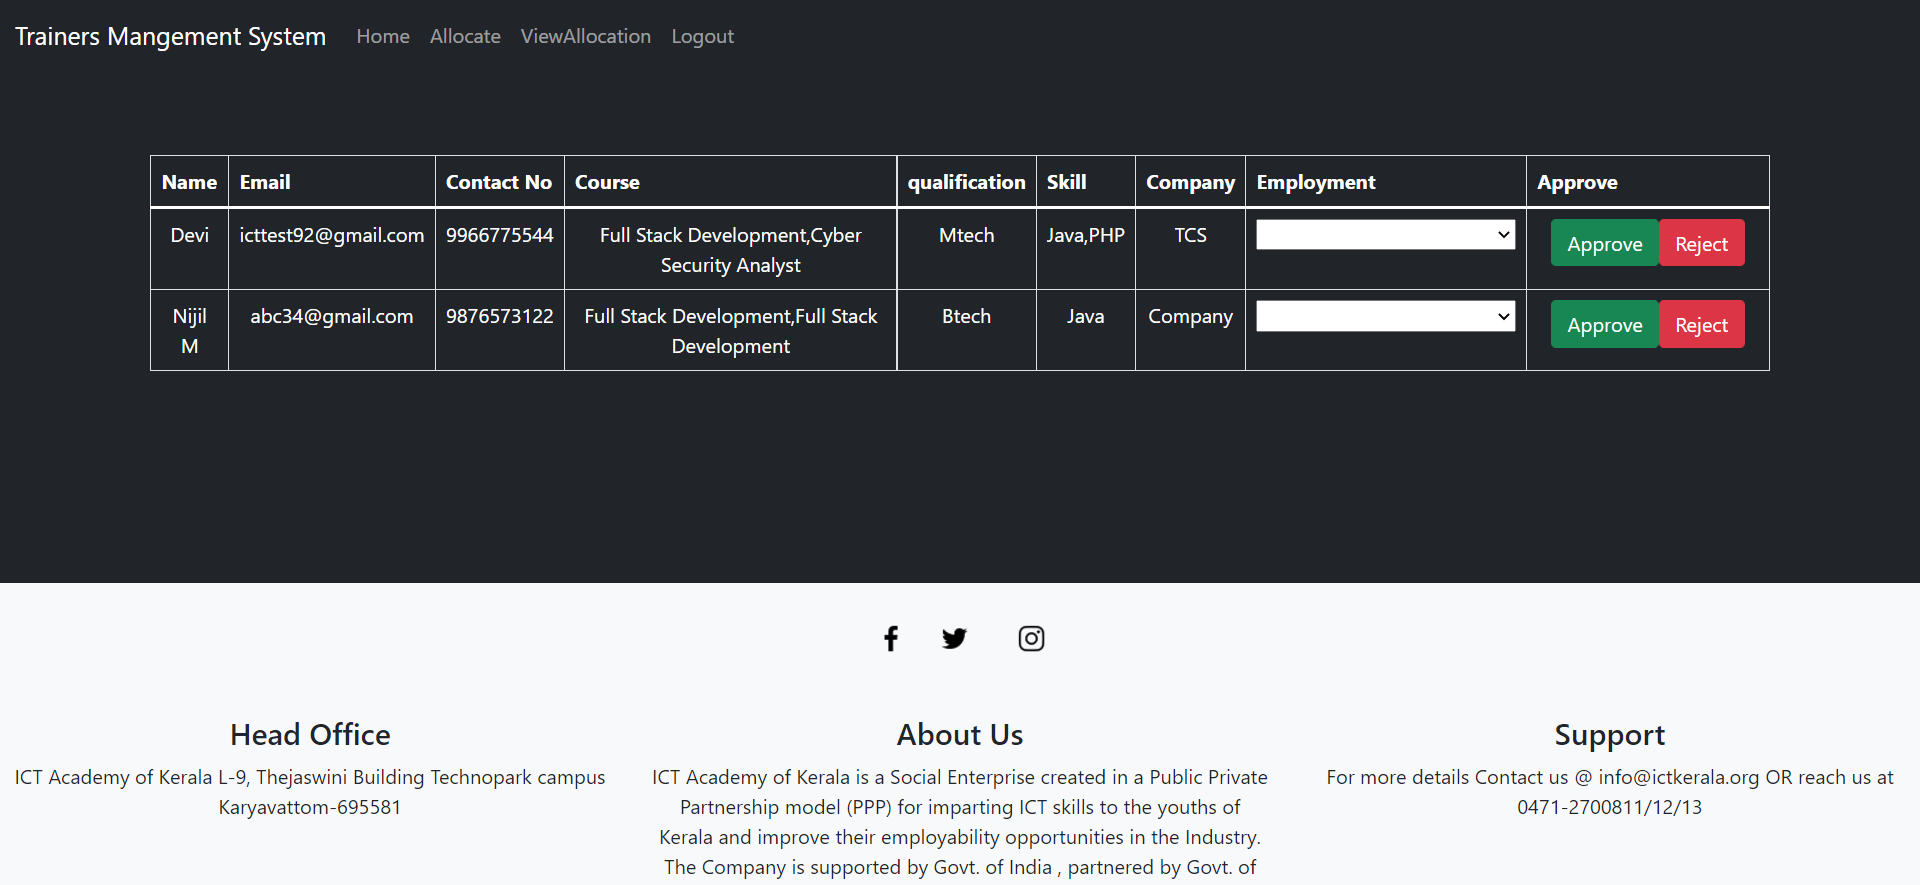 Trainers Mangement System Home Allocate ViewAllocation Logout
Name Email Contact No Course qualification Skill Company Employment Approve
Devi icttest92@gmail.com 9966775544 Full Stack Development,Cyber Mtech Java,PHP TCS Approve Reject
Security Analyst
Nijil abc34@gmail.com 9876573122 Full Stack Development,Full Stack Btech Java Company Approve Reject
M Development
Head Office
ICT Academy of Kerala L-9, Thejaswini Building Technopark campus
Karyavattom-695581
About Us
ICT Academy of Kerala is a Social Enterprise created in a Public Private
Partnership model (PPP) for imparting ICT skills to the youths of
Kerala and improve their employability opportunities in the Industry.
The Company is supported by Govt. of India , partnered by Govt. of
Support
For more details Contact us @ info@ictkerala.org OR reach us at
0471-2700811/12/13